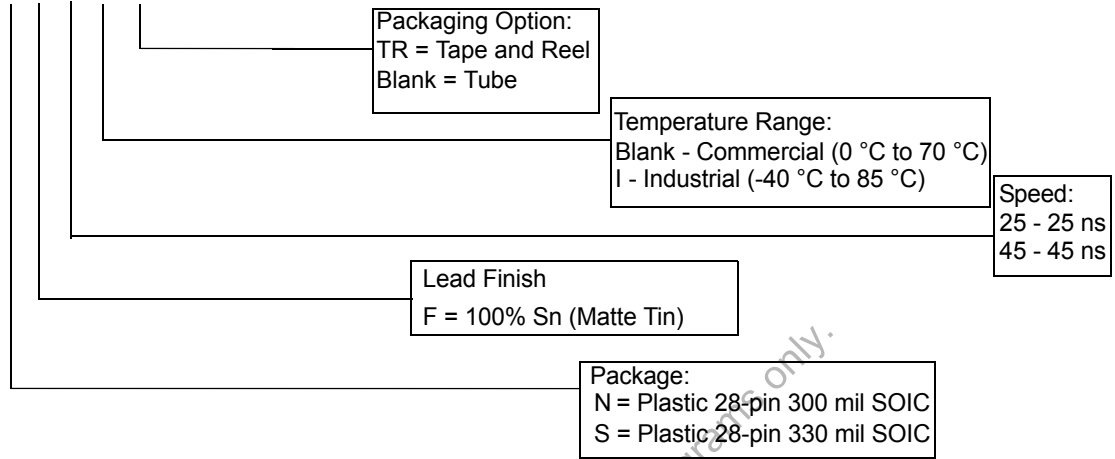 Packaging Option:
TR = Tape and Reel
Blank = Tube
Temperature Range:
Blank - Commercial (0 °C to 70 °C)
I - Industrial (-40 °C to 85 °C)
Speed:
25 - 25 ns
45 - 45 ns
Lead Finish
F = 100% Sn (Matte Tin)
only.
Package:
N = Plastic 28-pin 300 mil SOIC
S = Plastic 28-pin 330 mil SOIC